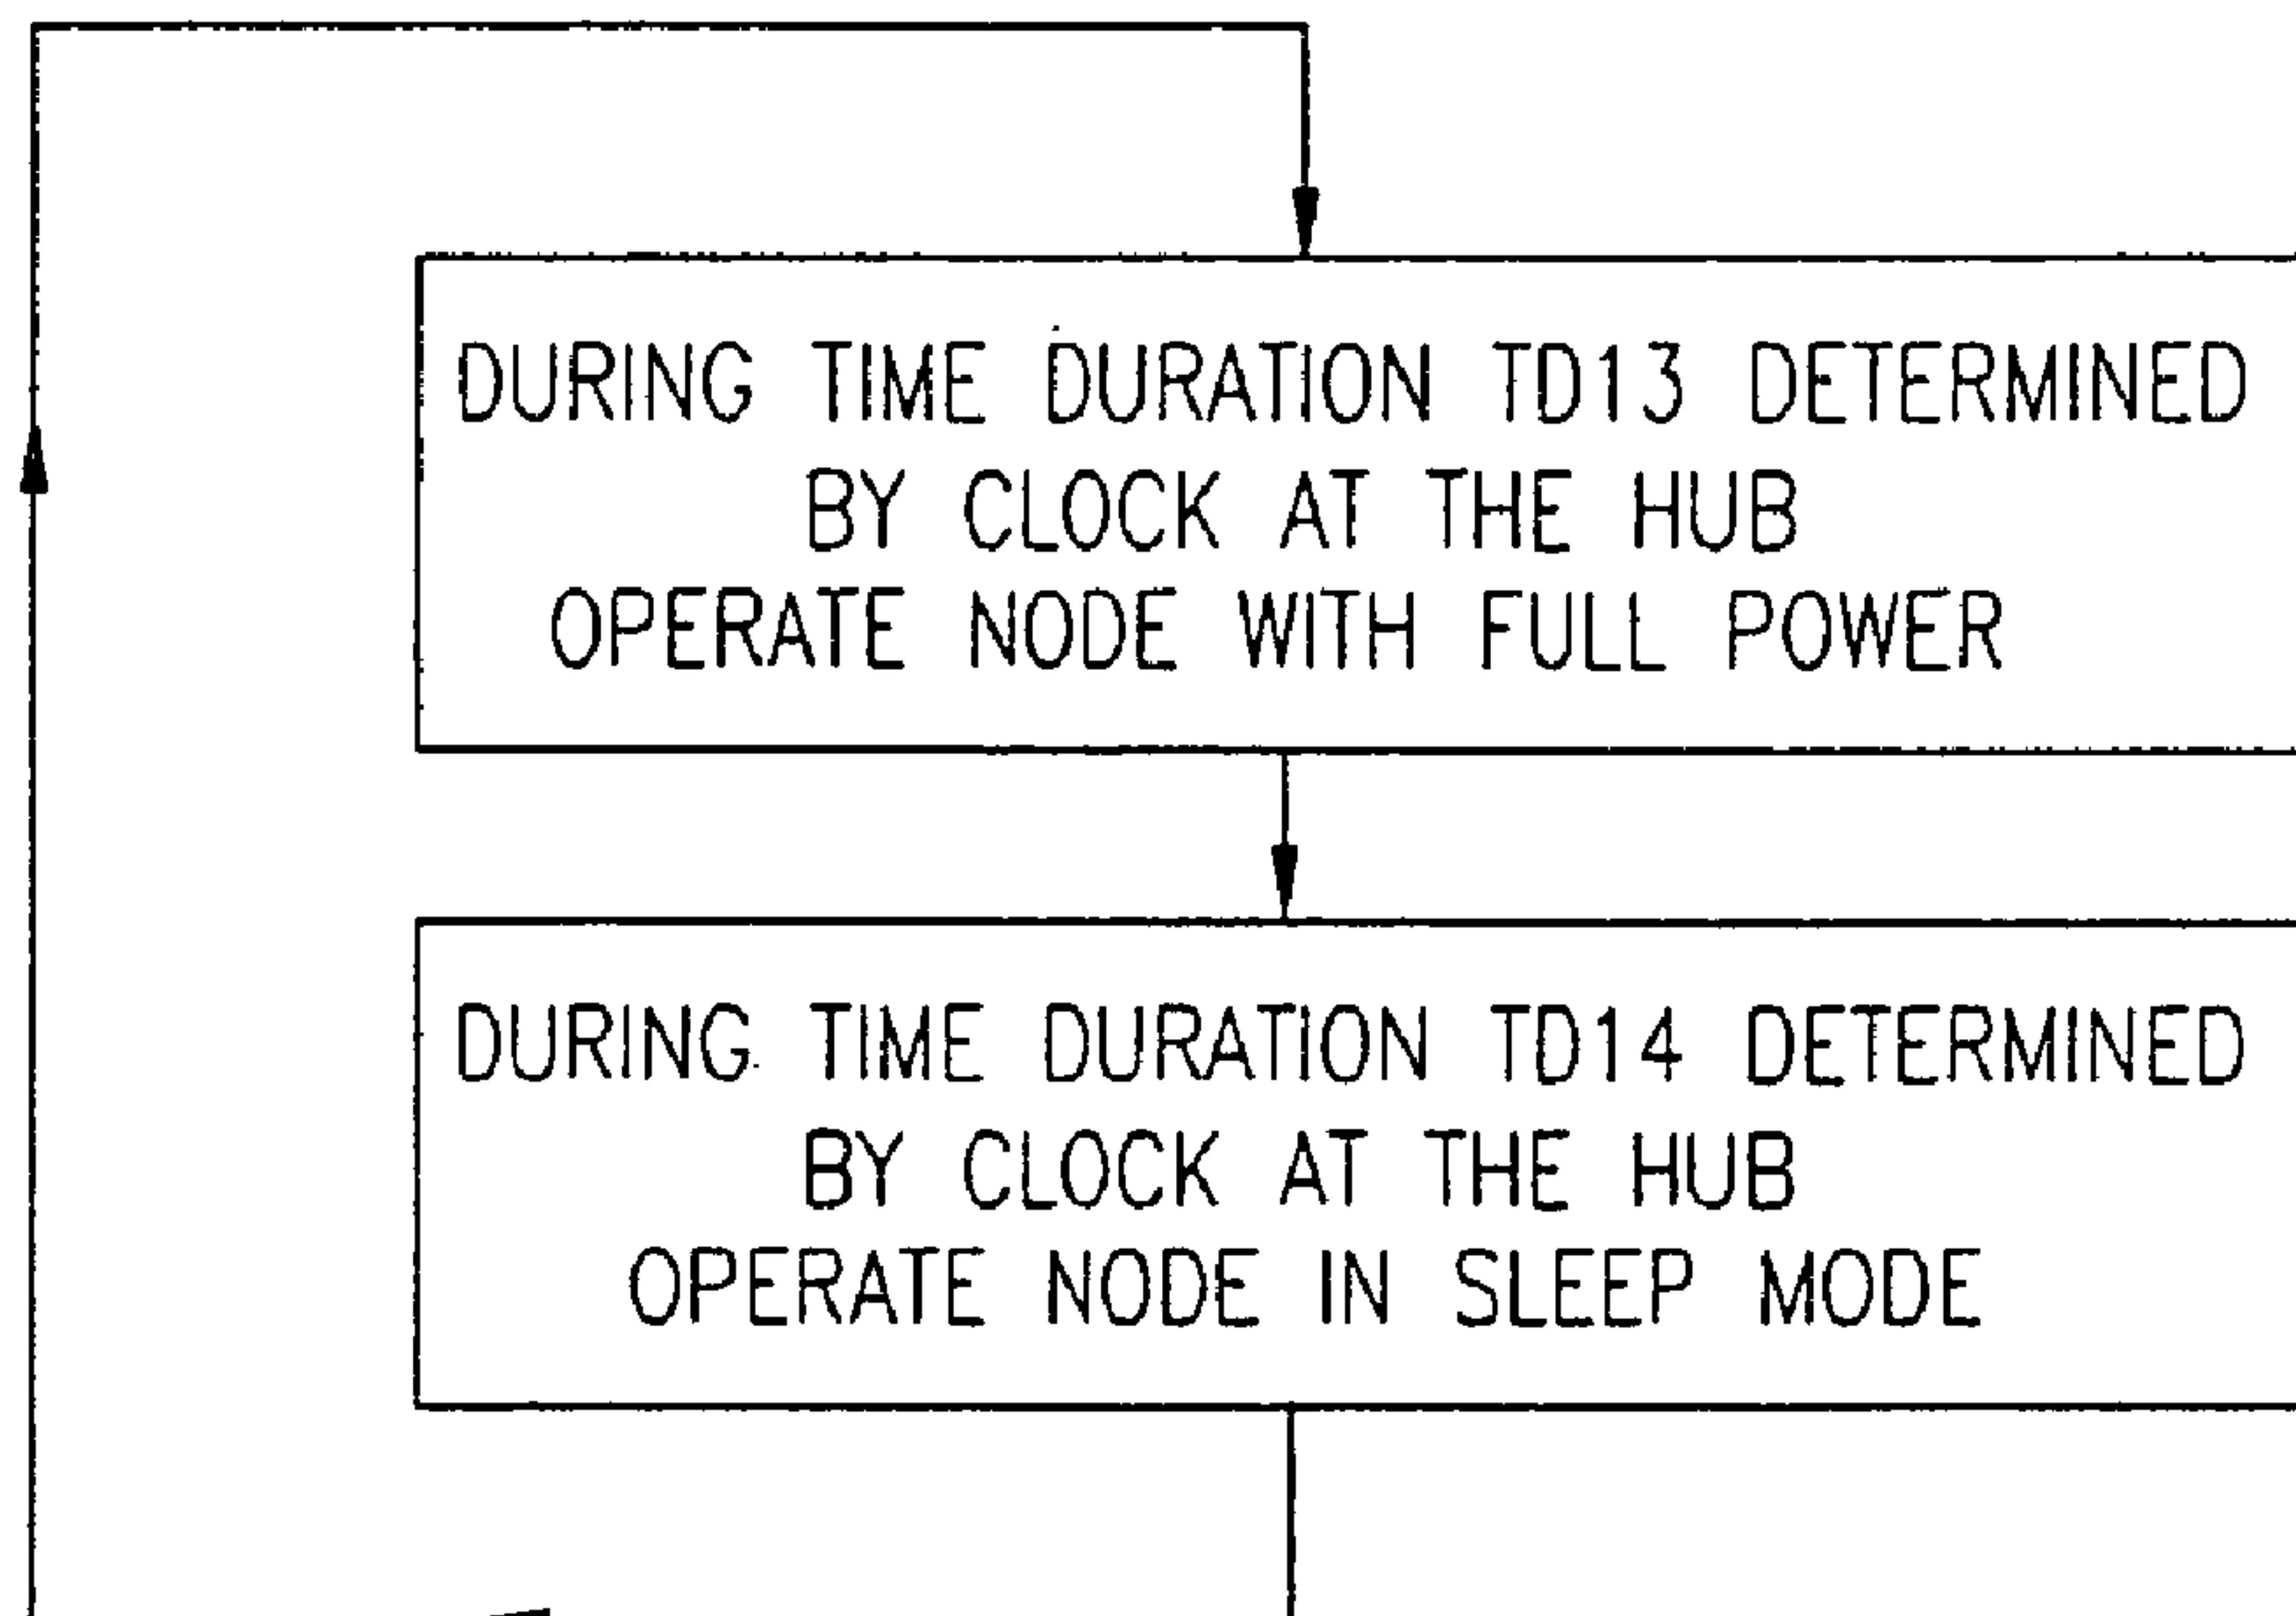 DURING TIME DURATION TD13 DETERMINED
BY CLOCK AT THE HUB
OPERATE NODE WITH FULL POWER
DURING TIME DURATION TD14 DETERMINED
BY CLOCK AT THE HUB
OPERATE NODE IN SLEEP MODE